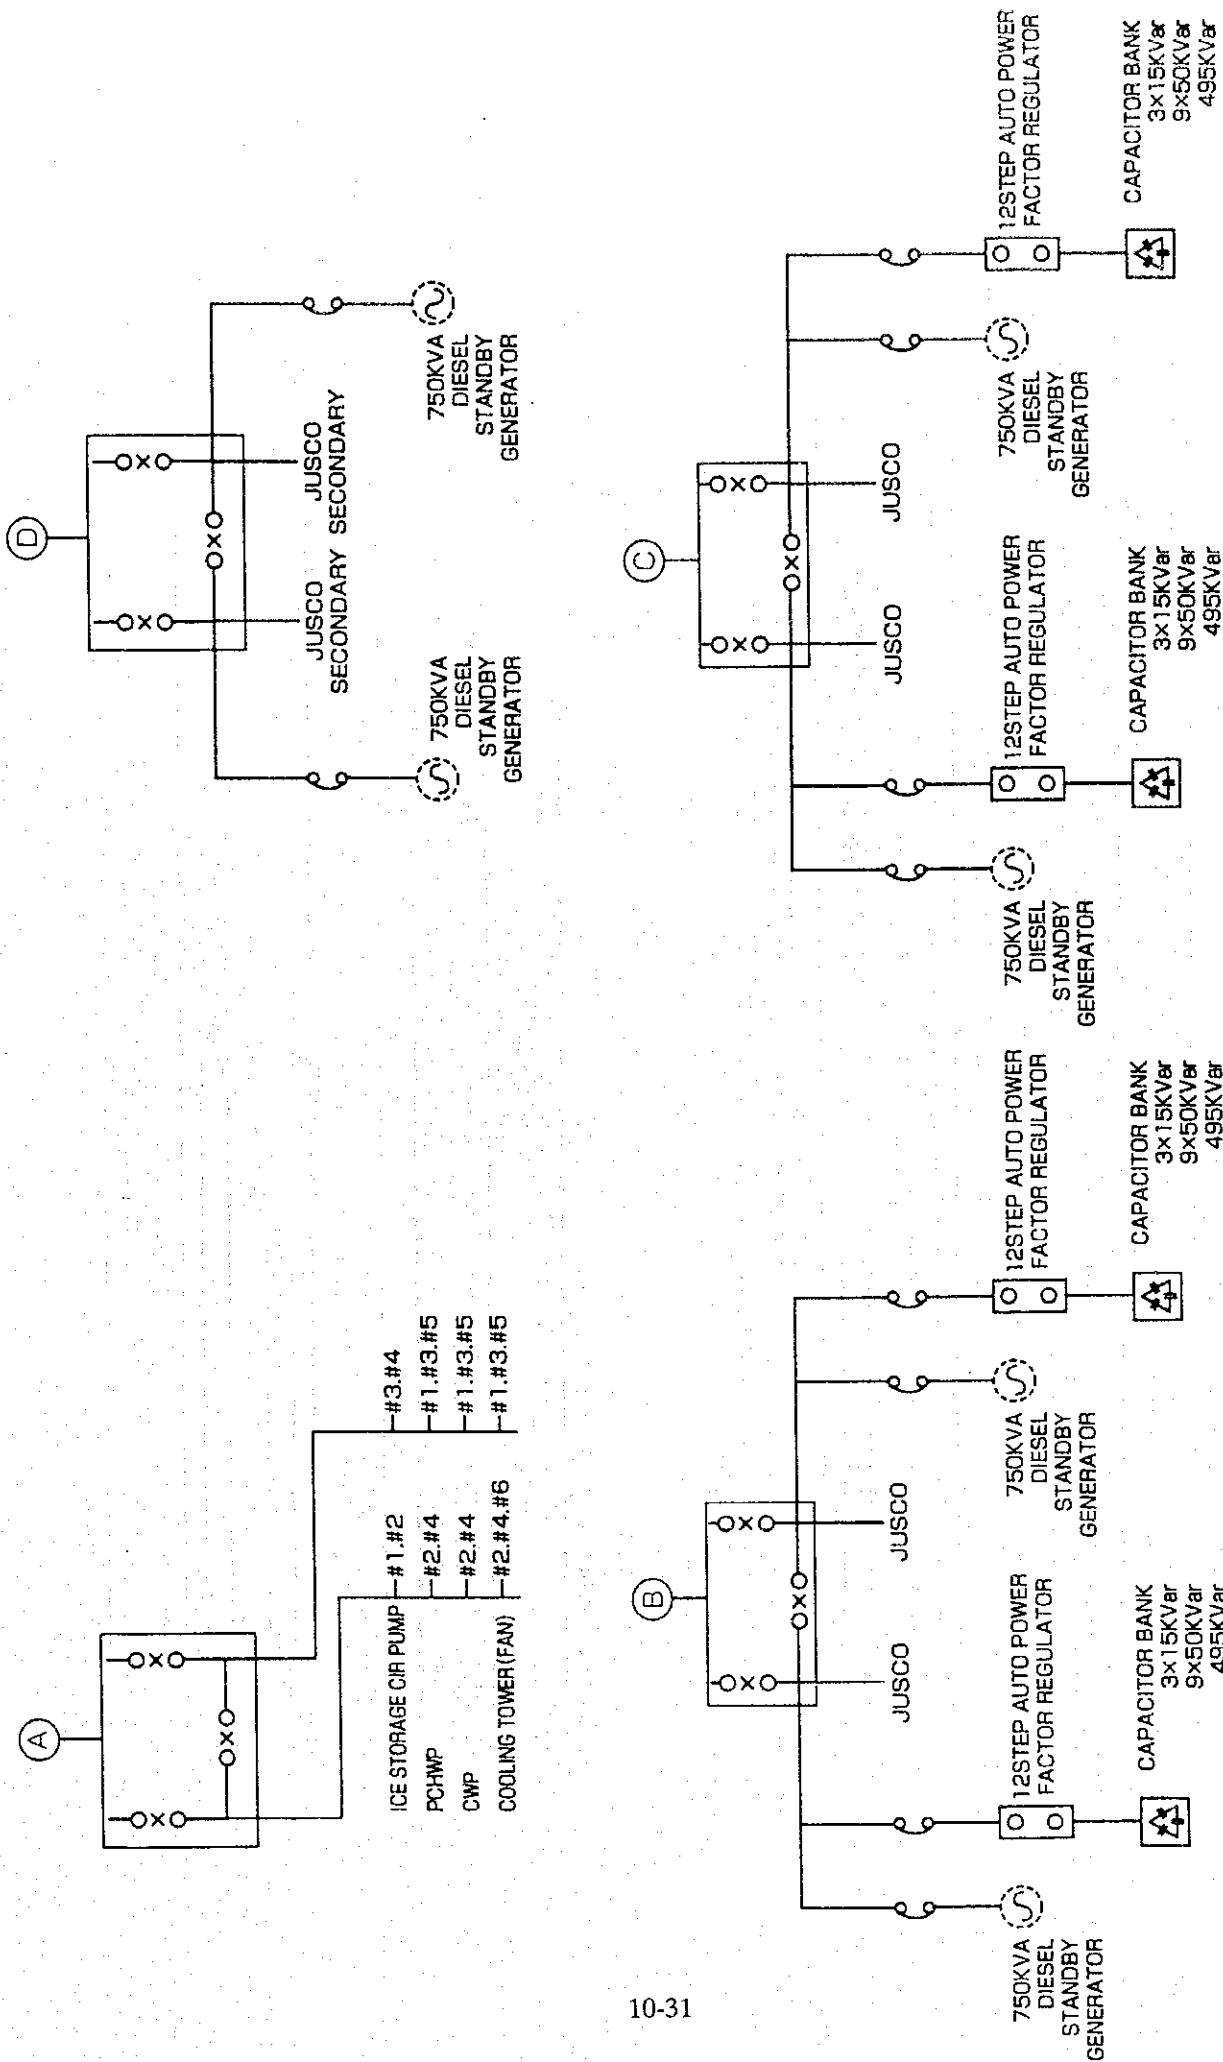 A
ICE STORAGE CIR PUMP
#1.#2
#3.#4
PCHWP
#2.#4
#1.#3.#5
CWP
#2.#4
#1.#3.#5
COOLING TOWER(FAN)
#2.#4.#6
#1.#3.#5
D
JUSCO
SECONDARY
JUSCO
SECONDARY
750KVA
DIESEL
STANDBY
GENERATOR
750KVA
DIESEL
STANDBY
GENERATOR
B
JUSCO
JUSCO
750KVA
DIESEL
STANDBY
GENERATOR
12STEP AUTO POWER
FACTOR REGULATOR
CAPACITOR BANK
3×15KVar
9×50KVar
495KVar
750KVA
DIESEL
STANDBY
GENERATOR
12STEP AUTO POWER
FACTOR REGULATOR
CAPACITOR BANK
3×15KVar
9×50KVar
495KVar
C
JUSCO
JUSCO
750KVA
DIESEL
STANDBY
GENERATOR
12STEP AUTO POWER
FACTOR REGULATOR
CAPACITOR BANK
3×15KVar
9×50KVar
495KVar
750KVA
DIESEL
STANDBY
GENERATOR
12STEP AUTO POWER
FACTOR REGULATOR
CAPACITOR BANK
3×15KVar
9×50KVar
495KVar
10-31